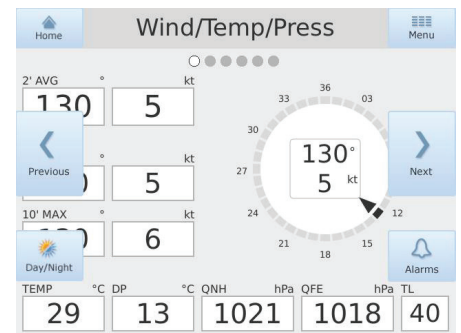 Home
Wind/Temp/Press
Menu
2' AVG ° kt
130 5
Previous
° kt
5
Next
10' MAX ° kt
6
Day/Night
36
03
33
30
27
24
21
18
15
12
130°
5 kt
Alarms
TEMP °C DP °C QNH hPa QFE hPa TL
29 13 1021 1018 40